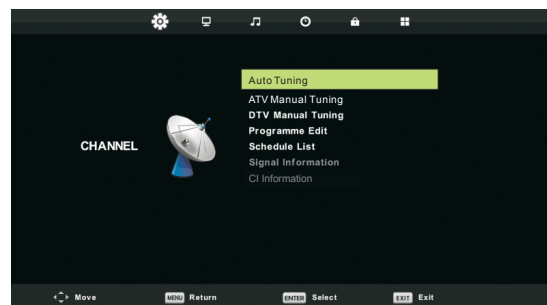 Auto Tuning
ATV Manual Tuning
DTV Manual Tuning
Programme Edit
CHANNEL
Schedule List
Signal Information
CI Information
Move MENU Return ENTER Select EXIT Exit